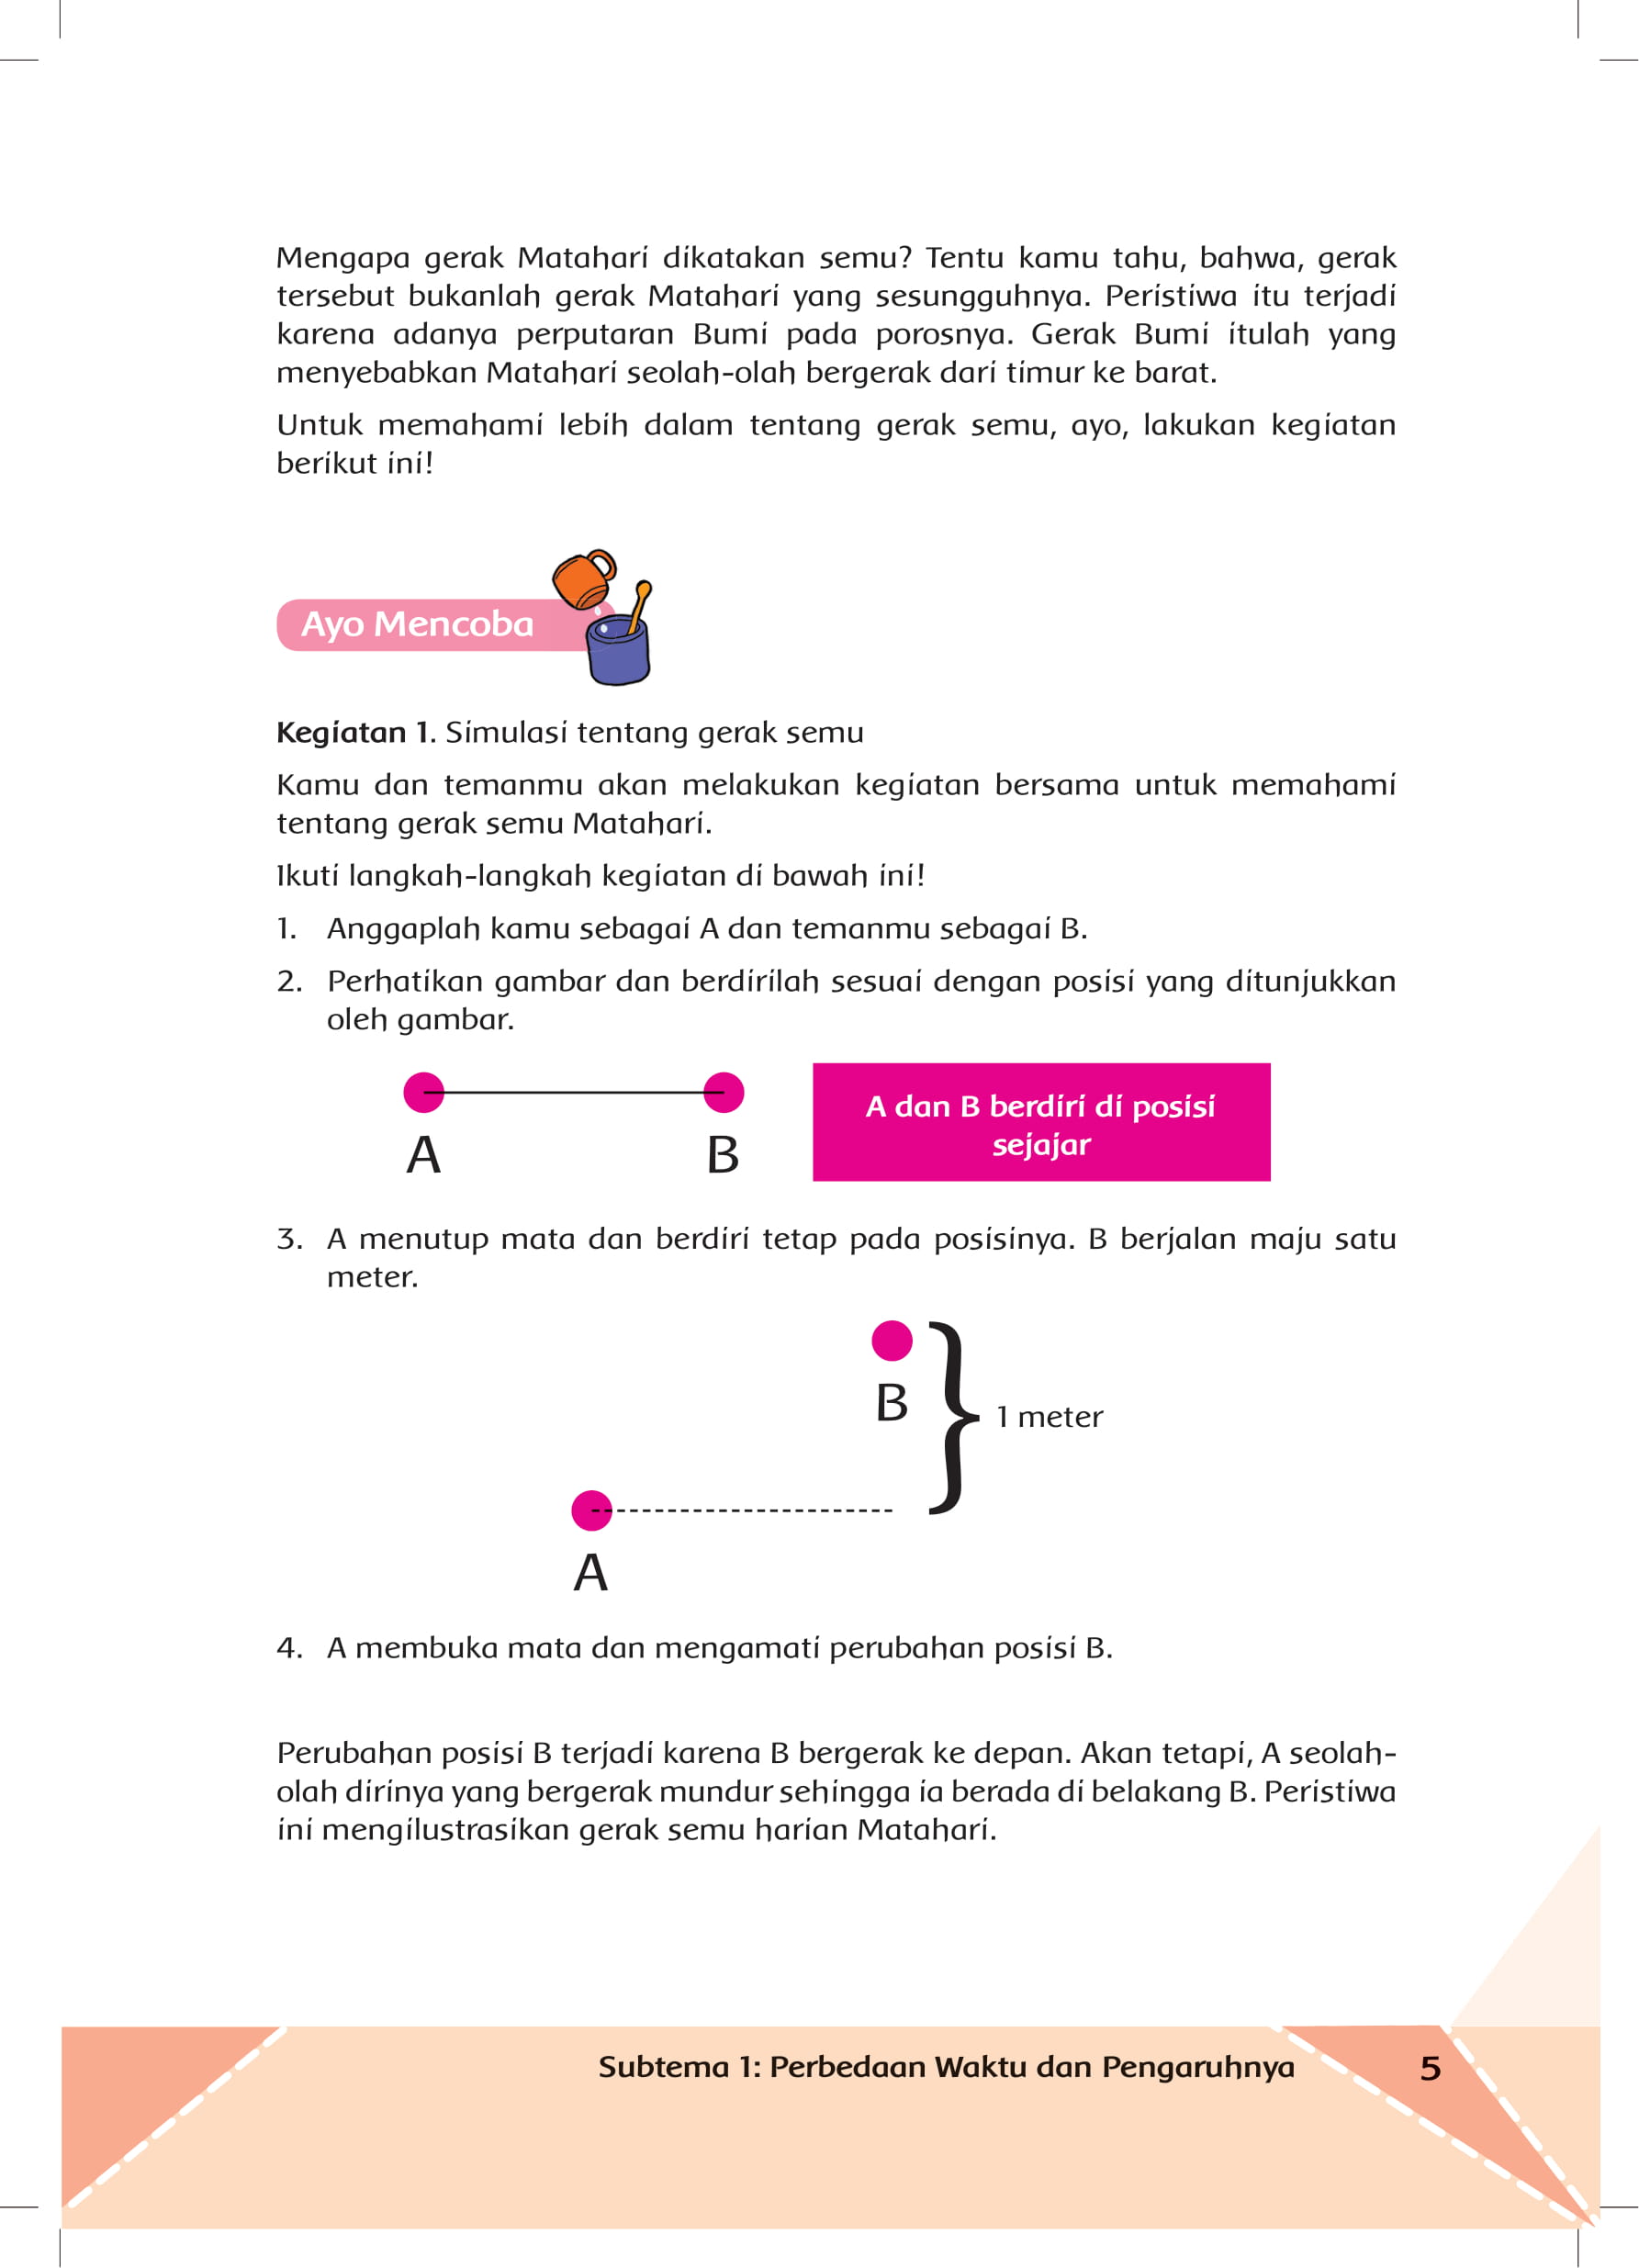 Mengapa gerak Matahari dikatakan semu? Tentu kamu tahu, bahwa, gerak
tersebut bukanlah gerak Matahari yang sesungguhnya. Peristiwa itu terjadi
karena adanya perputaran Bumi pada porosnya. Gerak Bumi itulah yang
menyebabkan Matahari seolah-olah bergerak dari timur ke barat.
Untuk memahami lebih dalam tentang gerak semu, ayo, lakukan kegiatan
berikut ini!
Ayo Mencoba
Kegiatan 1. Simulasi tentang gerak semu
Kamu dan temanmu akan melakukan kegiatan bersama untuk memahami
tentang gerak semu Matahari.
Ikuti langkah-langkah kegiatan di bawah ini!
1. Anggaplah kamu sebagai A dan temanmu sebagai B.
2. Perhatikan gambar dan berdirilah sesuai dengan posisi yang ditunjukkan
oleh gambar.
A B
A dan B berdiri di posisi
sejajar
3. A menutup mata dan berdiri tetap pada posisinya. B berjalan maju satu
meter.
B
1 meter
A
4. A membuka mata dan mengamati perubahan posisi B.
Perubahan posisi B terjadi karena B bergerak ke depan. Akan tetapi, A seolah-
olah dirinya yang bergerak mundur sehingga ia berada di belakang B. Peristiwa
ini mengilustrasikan gerak semu harian Matahari.
Subtema 1: Perbedaan Waktu dan Pengaruhnya 5